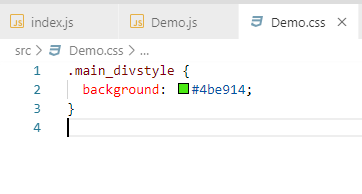 index.js Demo.js Demo.css ×
src > Demo.css > ...
1 .main_divstyle {
2 background: #4be914;
3 }
4